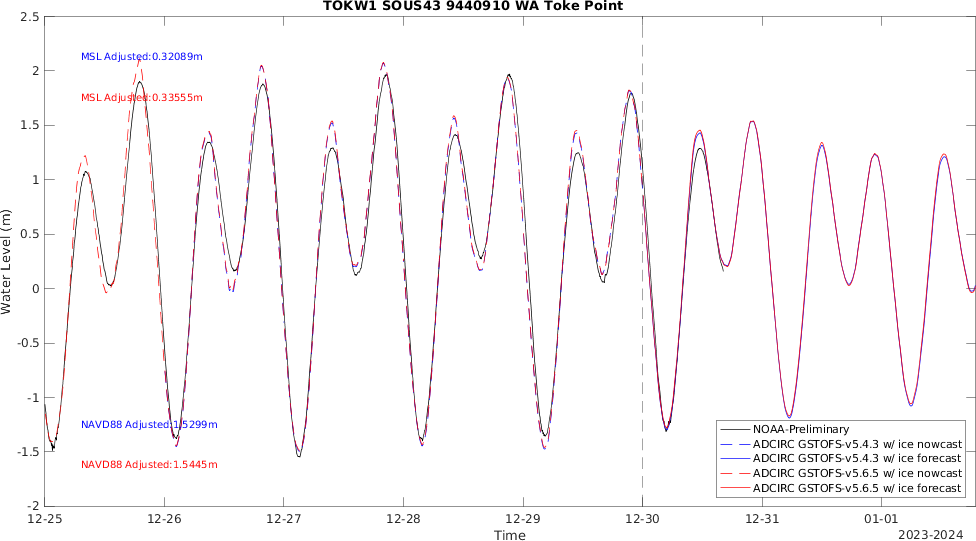 TOKW1 SOUS43 9440910 WA Toke Point
2.5
2
1.5
1
0.5
0
-0.5
-1
-1.5
-2
Water Level (m)
MSL Adjusted:0.32089m
MSL Adjusted:0.33555m
NAVD88 Adjusted:1.5299m
NAVD88 Adjusted:1.5445m
NOAA-Preliminary
ADCIRC GSTOFS-v5.4.3 w/ ice nowcast
ADCIRC GSTOFS-v5.4.3 w/ ice forecast
ADCIRC GSTOFS-v5.6.5 w/ ice nowcast
ADCIRC GSTOFS-v5.6.5 w/ ice forecast
12-25 12-26 12-27 12-28 12-29 12-30 12-31 01-01
Time
2023-2024